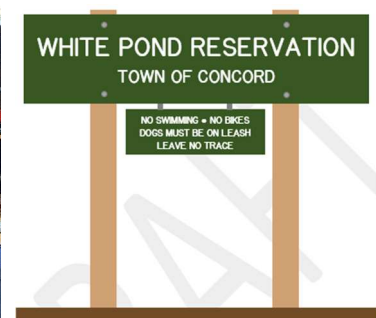 WHITE POND RESERVATION
TOWN OF CONCORD
NO SWIMMING • NO BIKES
DOGS MUST BE ON LEASH
LEAVE NO TRACE